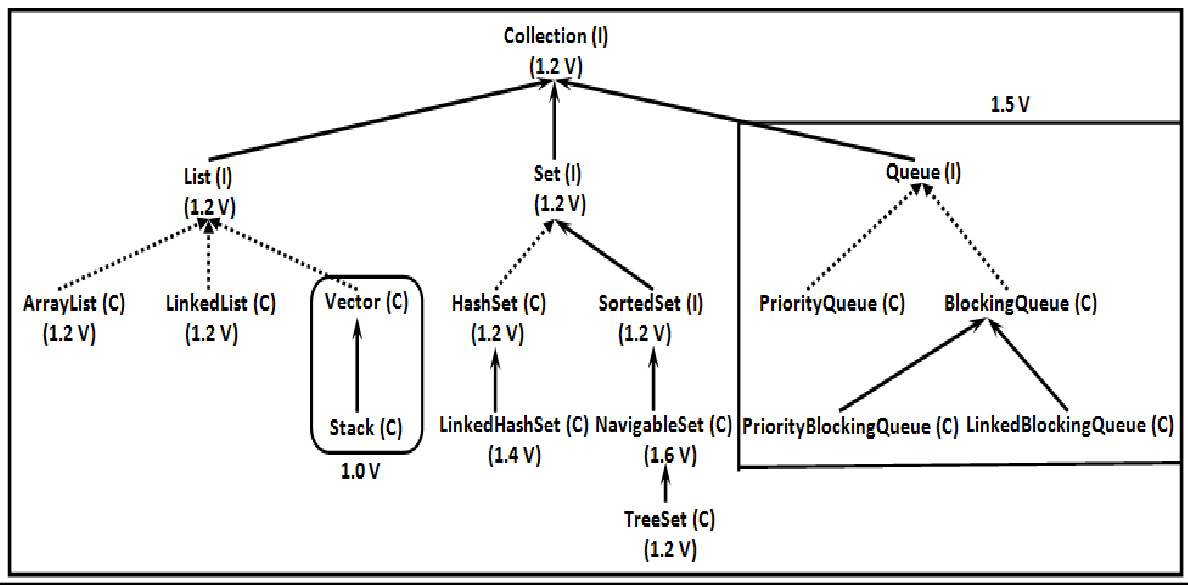 Collection (I)
(1.2 V)
1.5 V
List (I)
(1.2 V)
Set (I)
(1.2 V)
Queue (I)
ArrayList (C)
(1.2 V)
LinkedList (C)
(1.2 V)
Vector (C)
HashSet (C)
(1.2 V)
SortedSet (I)
(1.2 V)
PriorityQueue (C)
BlockingQueue (C)
Stack (C)
1.0 V
LinkedHashSet (C)
(1.4 V)
NavigableSet (C)
(1.6 V)
PriorityBlockingQueue (C)
LinkedBlockingQueue (C)
TreeSet (C)
(1.2 V)